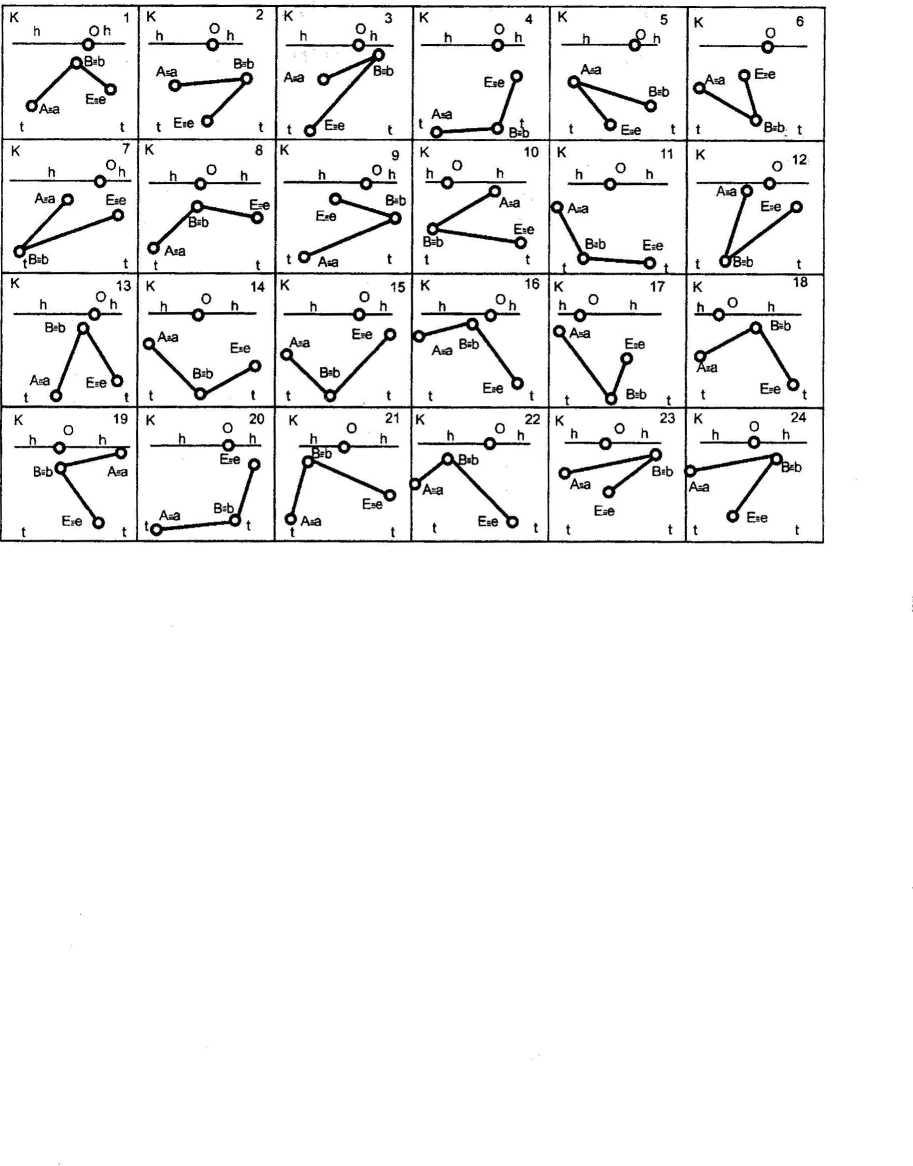 K 1
h O h
B≡b
E≡e
A≡a
t t
K 2
O
h h
A≡a B≡b
E≡e
t t
K 3
O
h h
A≡a B≡b
t E≡e t
K 4
O
h h
E≡e
A≡a
t t
B≡b
K 5
h O h
A≡a
B≡b
t E≡e t
K 6
O
A≡a E≡e
t B≡b t
K 7
h O h
A≡a E≡e
B≡b
t t
K 8
O
h h
E≡e
B≡b
A≡a
t t
K 9
O
h h
E≡e B≡b
t A≡a t
K 10
O
h h
A≡a
B≡b E≡e
t t
K 11
O
h h
A≡a
B≡b E≡e
t t
K 12
O
A≡a
E≡e
t B≡b t
K 13
O
h h
B≡b
A≡a E≡e
t t
K 14
O
h h
A≡a
E≡e
B≡b
t t
K 15
O
h h
A≡a E≡e
B≡b
t t
K 16
O
h h
A≡a B≡b
E≡e
t t
K 17
O
h h
A≡a
E≡e
t B≡b t
K 18
O
h h
B≡b
A≡a
E≡e
t t
K 19
O
h h
B≡b A≡a
E≡e
t t
K 20
O
h h
E≡e
A≡a B≡b
t t
K 21
O
h h
B≡b
E≡e
A≡a
t t
K 22
O
h h
B≡b
A≡a
E≡e
t t
K 23
O
h h
A≡a B≡b
E≡e
t t
K 24
O
h h
A≡a B≡b
E≡e
t t